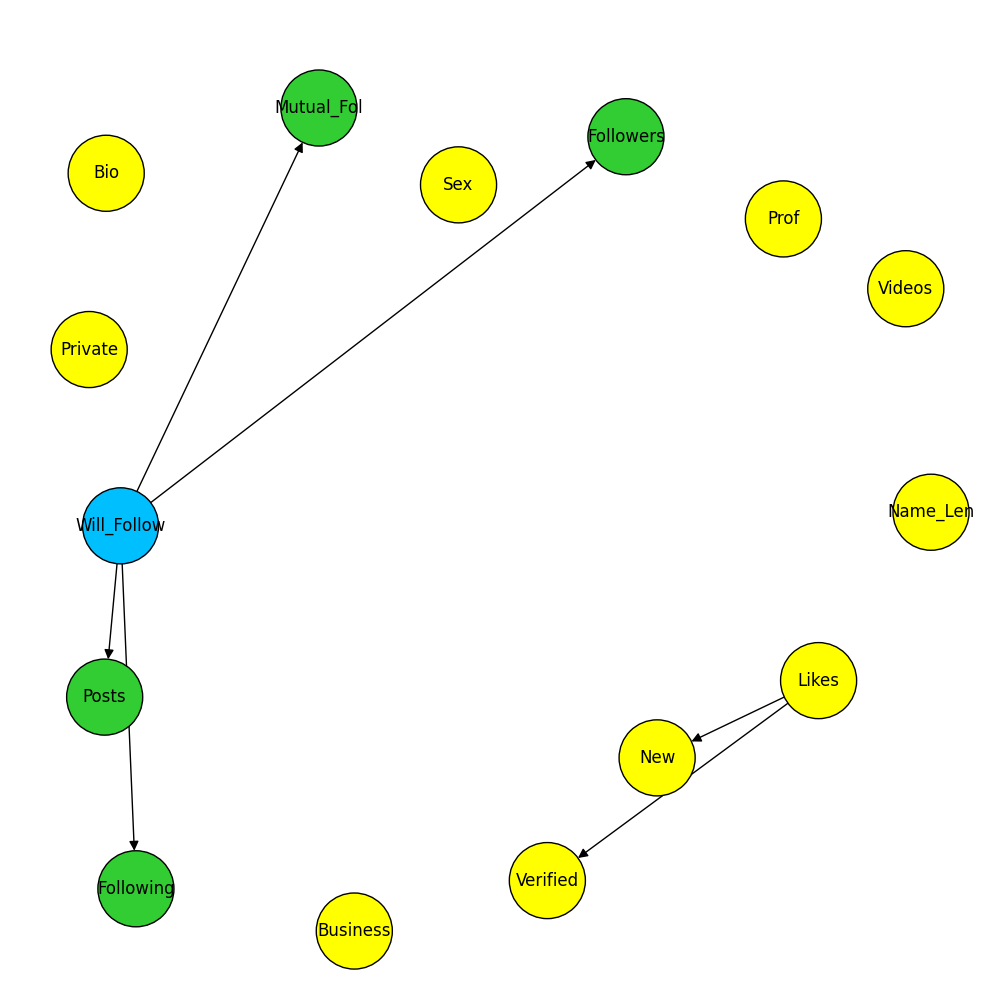 Mutual_Fol
Followers
Bio
Sex
Prof
Videos
Private
Will_Follow
Name_Len
Likes
Posts
New
Verified
Following
Business